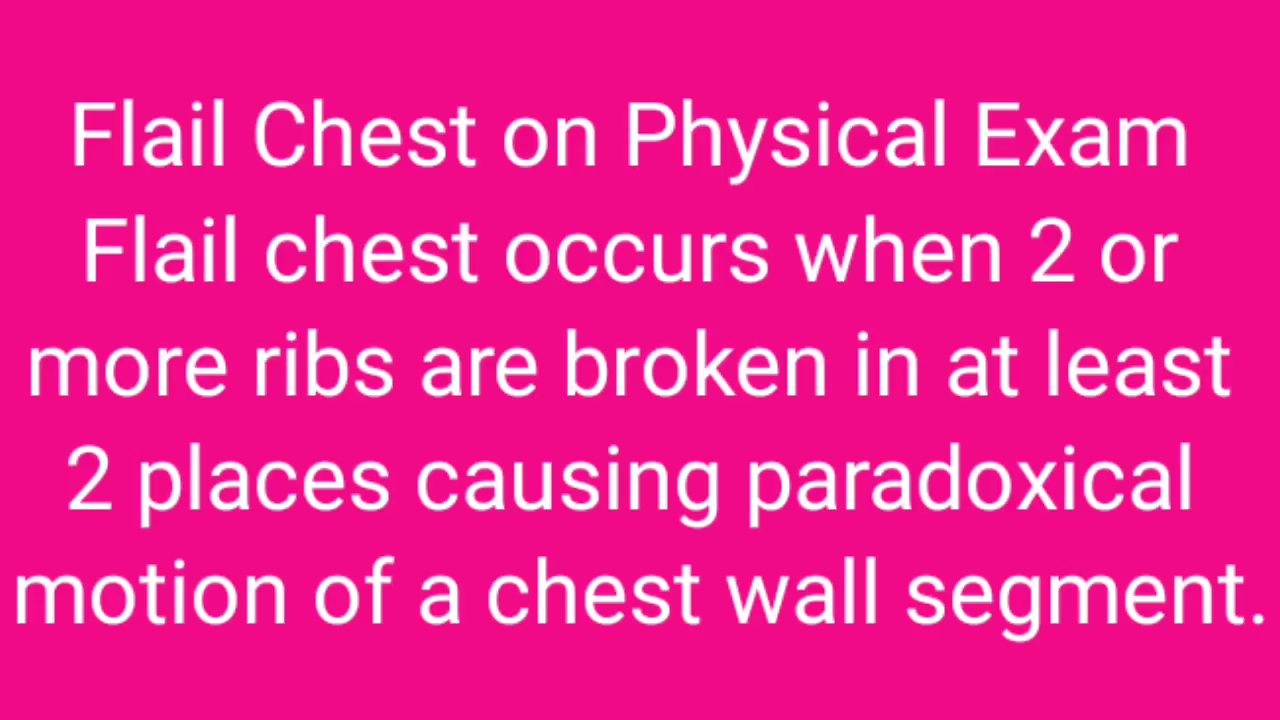 Flail Chest on Physical Exam
Flail chest occurs when 2 or
more ribs are broken in at least
2 places causing paradoxical
motion of a chest wall segment.